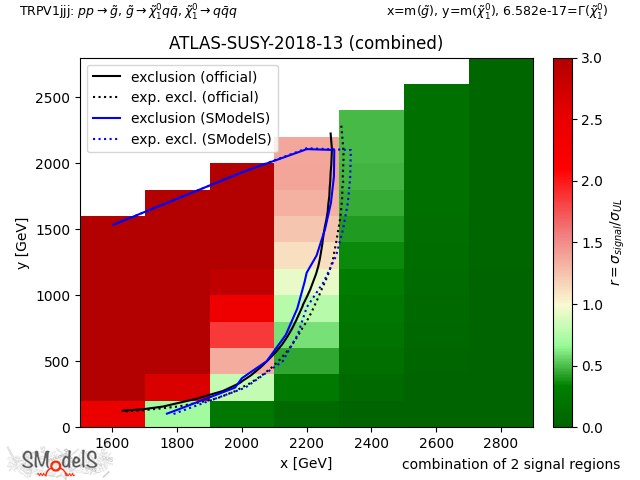 TRPV1jjj: pp → g̃, g̃ → χ̃⁰₁qq̄, χ̃⁰₁ → qq̄q x=m(g̃), y=m(χ̃⁰₁), 6.582e-17=Γ(χ̃⁰₁)
ATLAS-SUSY-2018-13 (combined)
exclusion (official)
exp. excl. (official)
exclusion (SModelS)
exp. excl. (SModelS)
y [GeV]
2500
2000
1500
1000
500
0
1600 1800 2000 2200 2400 2600 2800
x [GeV]
3.0
2.5
2.0
1.5
1.0
0.5
0.0
r = σsignal/σUL
SModelS
combination of 2 signal regions